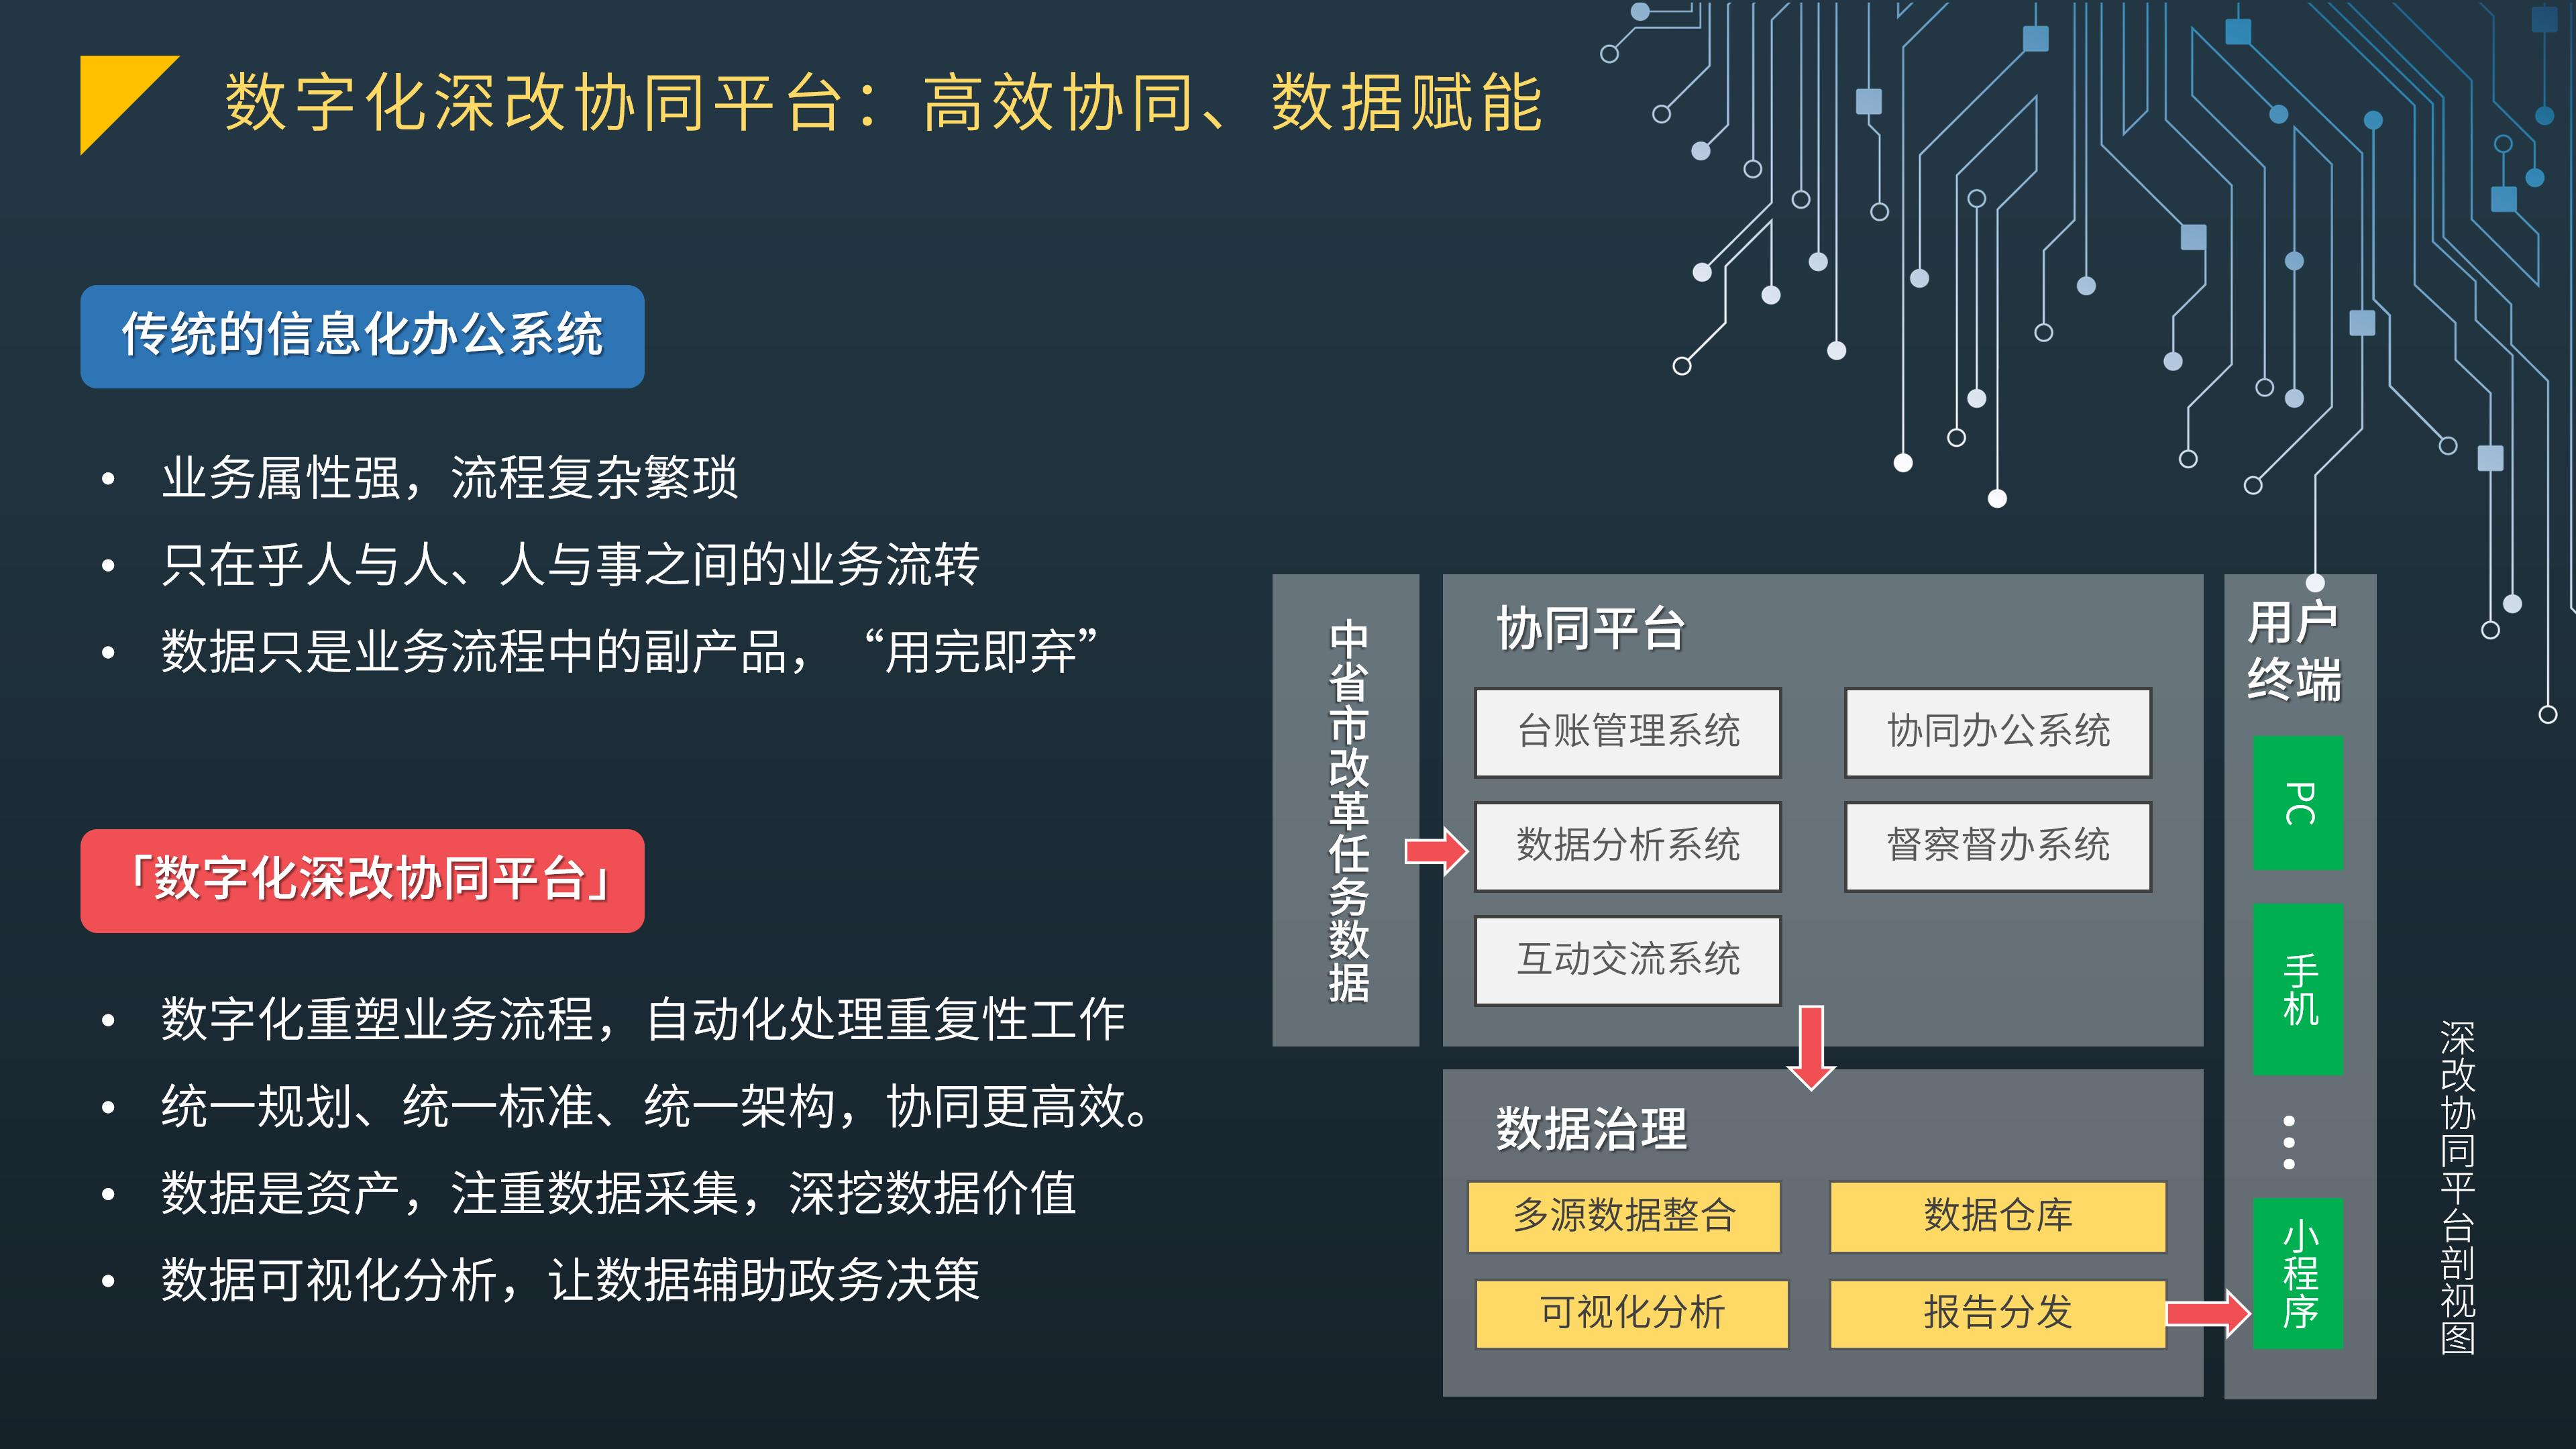 数字化深改协同平台：高效协同、数据赋能
传统的信息化办公系统
• 业务属性强，流程复杂繁琐
• 只在乎人与人、人与事之间的业务流转
• 数据只是业务流程中的副产品，“用完即弃”
「数字化深改协同平台」
• 数字化重塑业务流程，自动化处理重复性工作
• 统一规划、统一标准、统一架构，协同更高效。
• 数据是资产，注重数据采集，深挖数据价值
• 数据可视化分析，让数据辅助政务决策
中省市改革任务数据
协同平台
台账管理系统
协同办公系统
数据分析系统
督察督办系统
互动交流系统
数据治理
多源数据整合
数据仓库
可视化分析
报告分发
用户
终端
PC
手机
…
小程序
深改协同平台剖视图